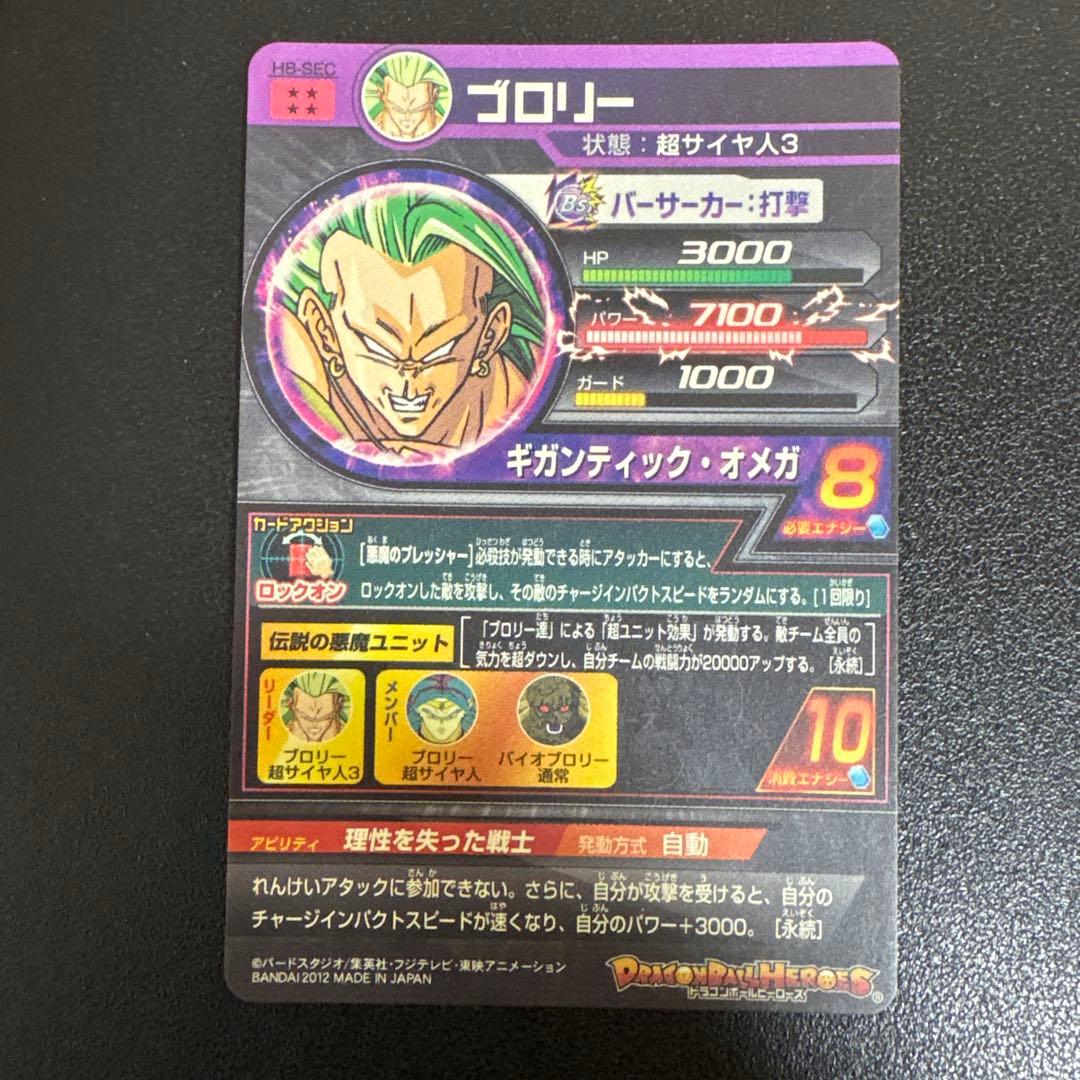 H8-SEC
ブロリー
状態：超サイヤ人3
Bs バーサーカー：打撃
HP 3000
パワー 7100
ガード 1000
ギガンティック・オメガ 8
必要エナジー
カードアクション
ロックオン
[悪魔のプレッシャー]必殺技が発動できる時にアタッカーにすると、
ロックオンした敵を攻撃し、その敵のチャージインパクトスピードをランダムにする。[1回限り]
伝説の悪魔ユニット
「ブロリー達」による「超ユニット効果」が発動する。敵チーム全員の
気力を超ダウンし、自分チームの戦闘力が20000アップする。[永続]
リーダー
ブロリー
超サイヤ人3
メンバー
ブロリー
超サイヤ人
バイオブロリー
通常
10
消費エナジー
アビリティ 理性を失った戦士 発動方式 自動
れんけいアタックに参加できない。さらに、自分が攻撃を受けると、自分の
チャージインパクトスピードが速くなり、自分のパワー+3000。[永続]
©バードスタジオ/集英社・フジテレビ・東映アニメーション
BANDAI 2012 MADE IN JAPAN
DRAGONBALL HEROES
ドラゴンボールヒーローズ
®